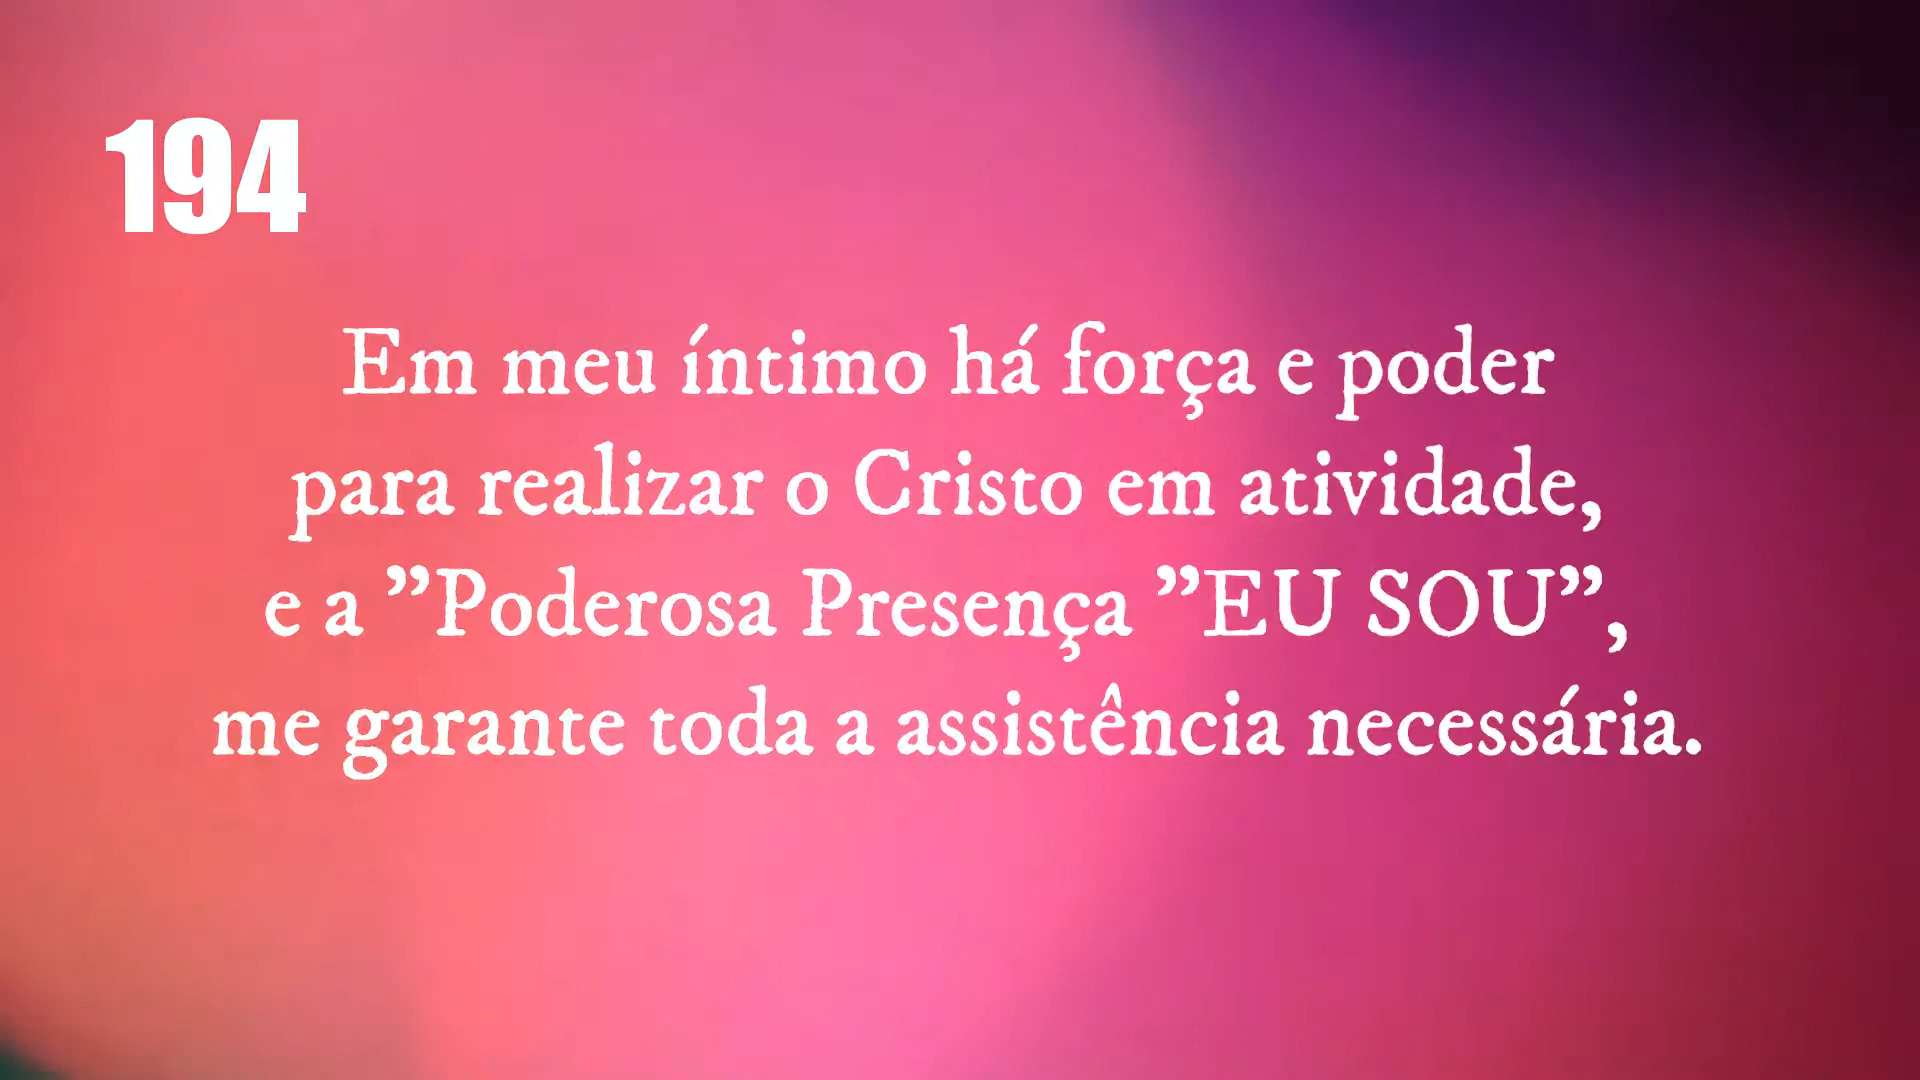 194
Em meu íntimo há força e poder
para realizar o Cristo em atividade,
e a ”Poderosa Presença ”EU SOU”,
me garante toda a assistência necessária.